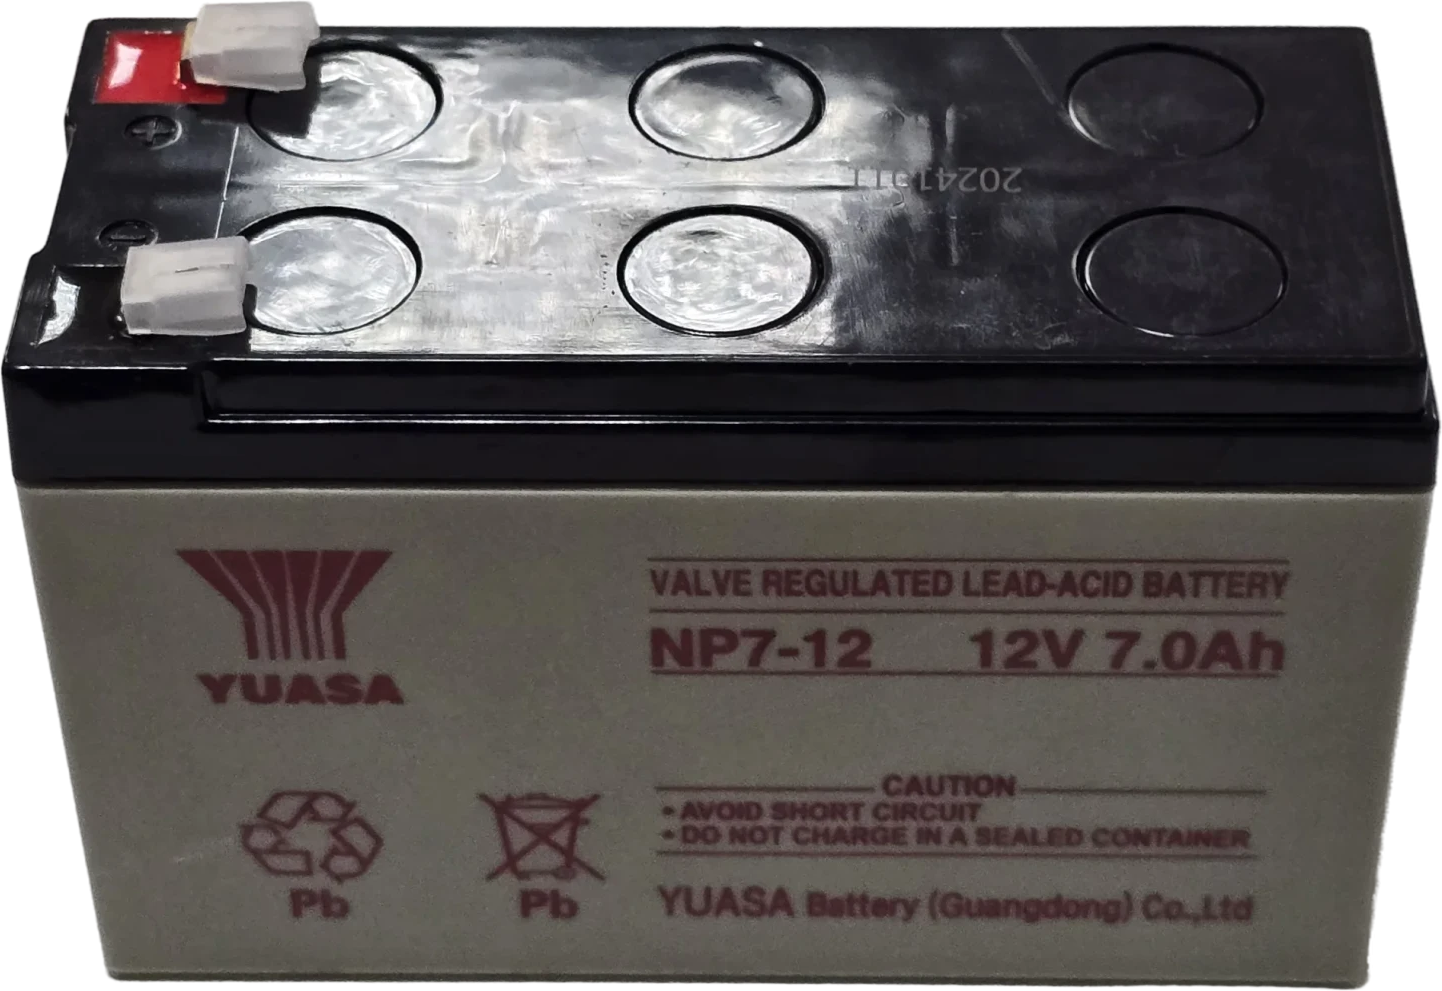 VALVE REGULATED LEAD-ACID BATTERY
NP7-12 12V 7.0Ah
YUASA
CAUTION
• AVOID SHORT CIRCUIT
• DO NOT CHARGE IN A SEALED CONTAINER
Pb Pb
YUASA Battery (Guangdong) Co.,Ltd